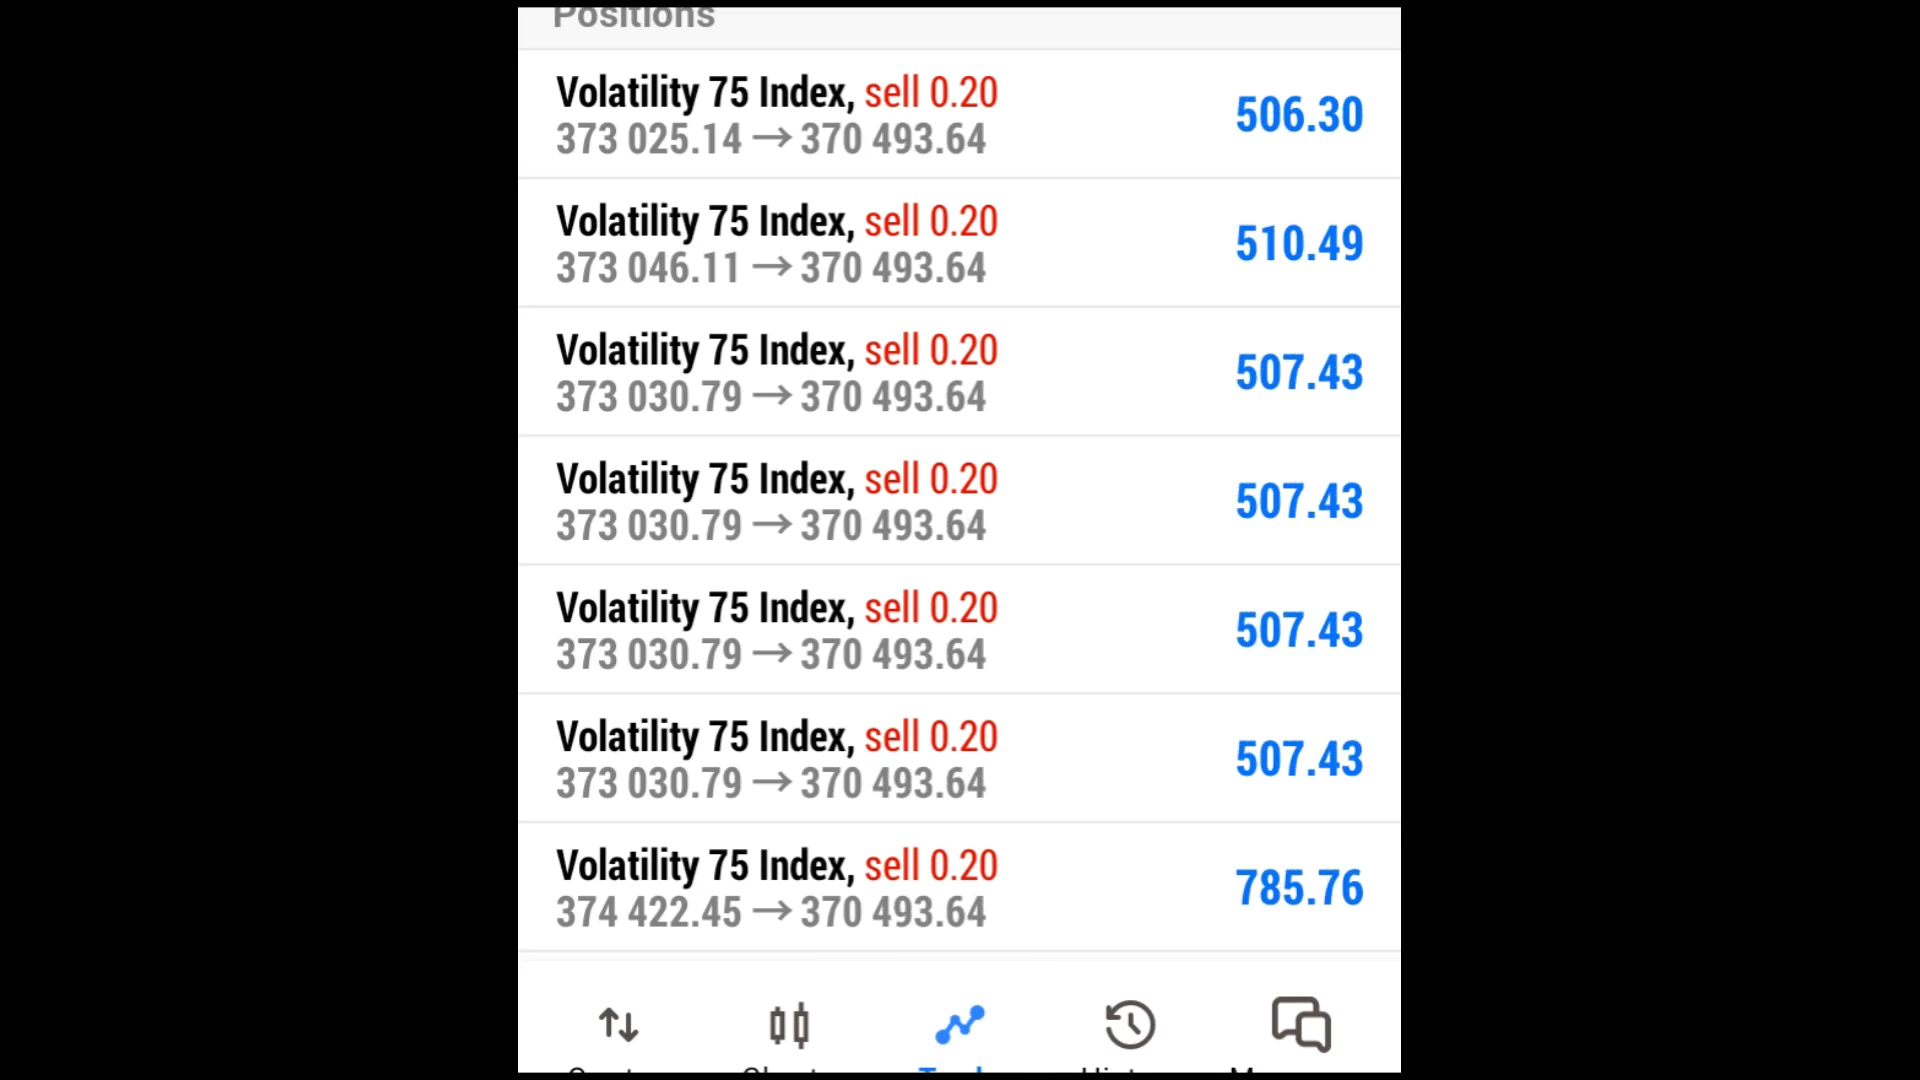 Positions
Volatility 75 Index, sell 0.20
373 025.14 → 370 493.64
506.30
Volatility 75 Index, sell 0.20
373 046.11 → 370 493.64
510.49
Volatility 75 Index, sell 0.20
373 030.79 → 370 493.64
507.43
Volatility 75 Index, sell 0.20
373 030.79 → 370 493.64
507.43
Volatility 75 Index, sell 0.20
373 030.79 → 370 493.64
507.43
Volatility 75 Index, sell 0.20
373 030.79 → 370 493.64
507.43
Volatility 75 Index, sell 0.20
374 422.45 → 370 493.64
785.76